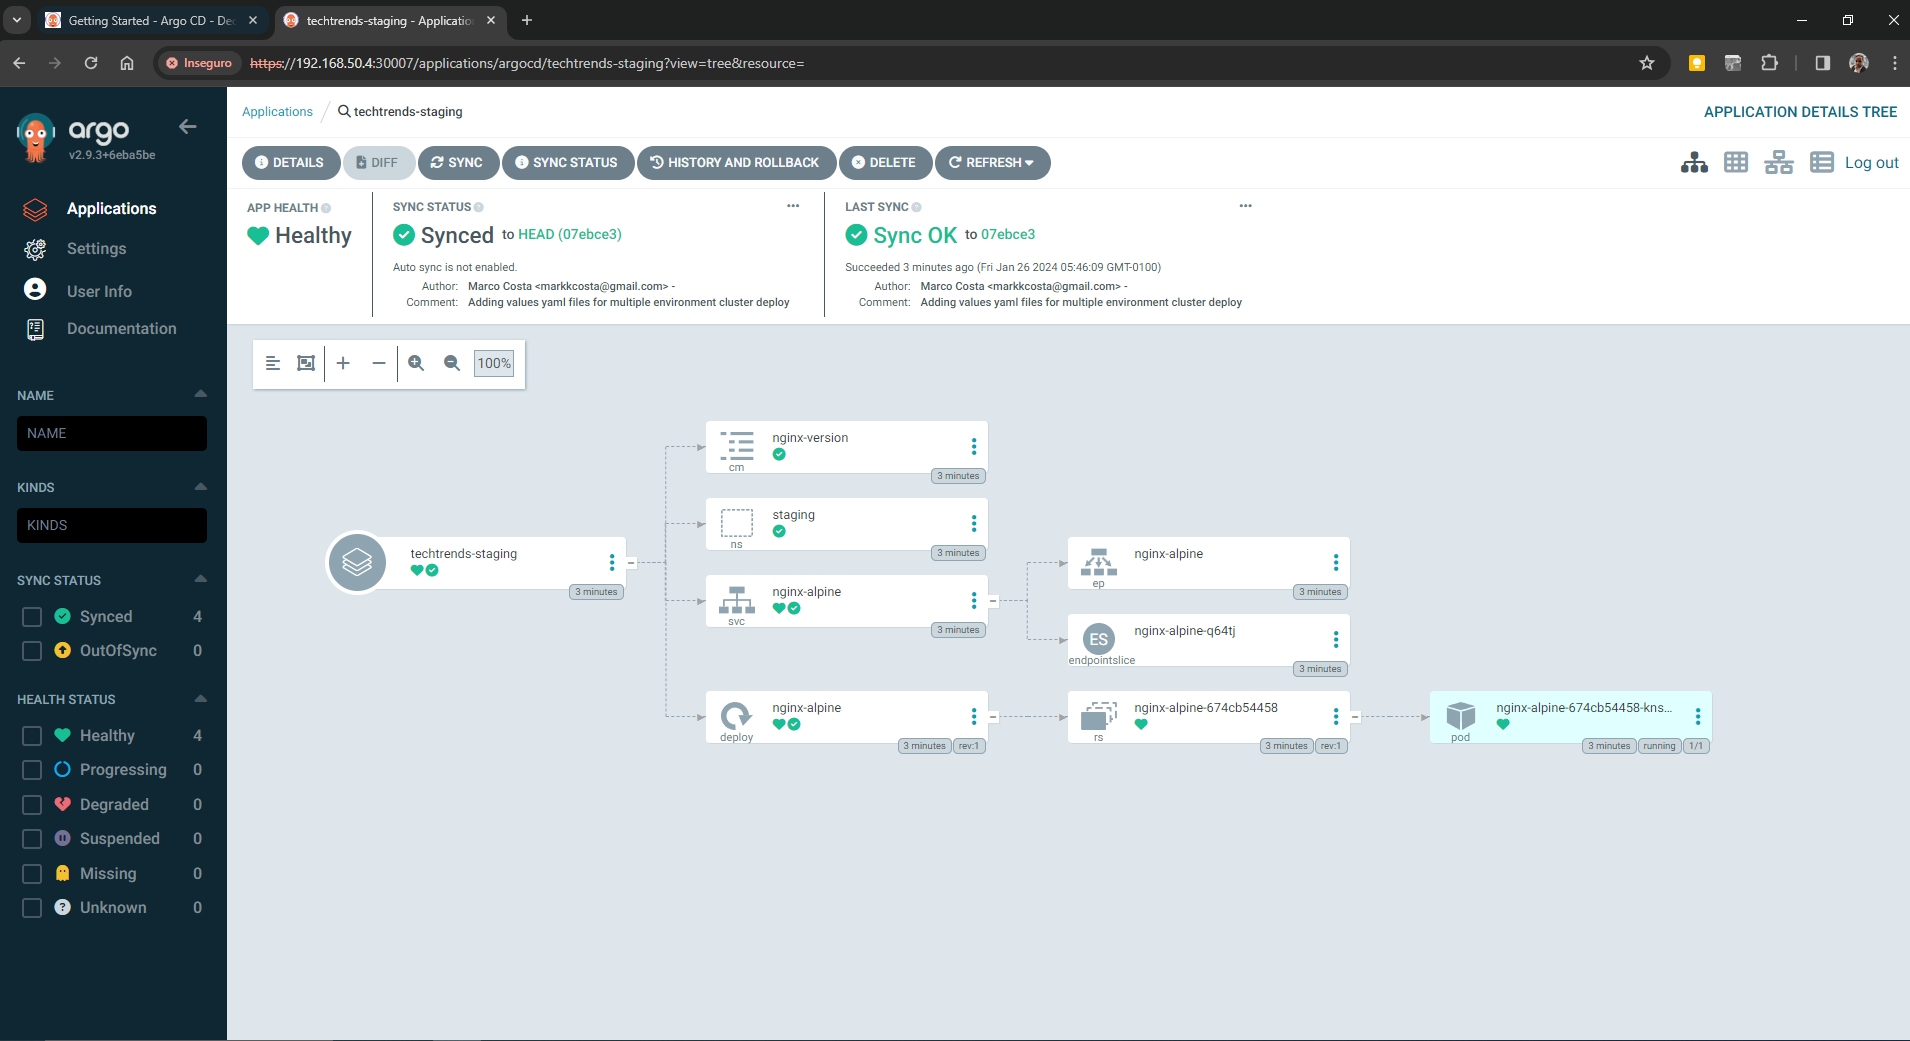 Getting Started - Argo CD - Dec
techtrends-staging - Application
Inseguro
https://192.168.50.4:30007/applications/argocd/techtrends-staging?view=tree&resource=
argo
v2.9.3+6eba5be
Applications
Settings
User Info
Documentation
NAME
NAME
KINDS
KINDS
SYNC STATUS
Synced 4
OutOfSync 0
HEALTH STATUS
Healthy 4
Progressing 0
Degraded 0
Suspended 0
Missing 0
Unknown 0
Applications / techtrends-staging
APPLICATION DETAILS TREE
DETAILS DIFF SYNC SYNC STATUS HISTORY AND ROLLBACK DELETE REFRESH
Log out
APP HEALTH
Healthy
SYNC STATUS
Synced to HEAD (07ebce3)
Auto sync is not enabled.
Author: Marco Costa <markkcosta@gmail.com> -
Comment: Adding values yaml files for multiple environment cluster deploy
LAST SYNC
Sync OK to 07ebce3
Succeeded 3 minutes ago (Fri Jan 26 2024 05:46:09 GMT-0100)
Author: Marco Costa <markkcosta@gmail.com> -
Comment: Adding values yaml files for multiple environment cluster deploy
100%
techtrends-staging
3 minutes
nginx-version
cm
3 minutes
staging
ns
3 minutes
nginx-alpine
svc
3 minutes
nginx-alpine
ep
3 minutes
ES
nginx-alpine-q64tj
endpointslice
3 minutes
nginx-alpine
deploy
3 minutes rev:1
nginx-alpine-674cb54458
rs
3 minutes rev:1
nginx-alpine-674cb54458-kns...
pod
3 minutes running 1/1